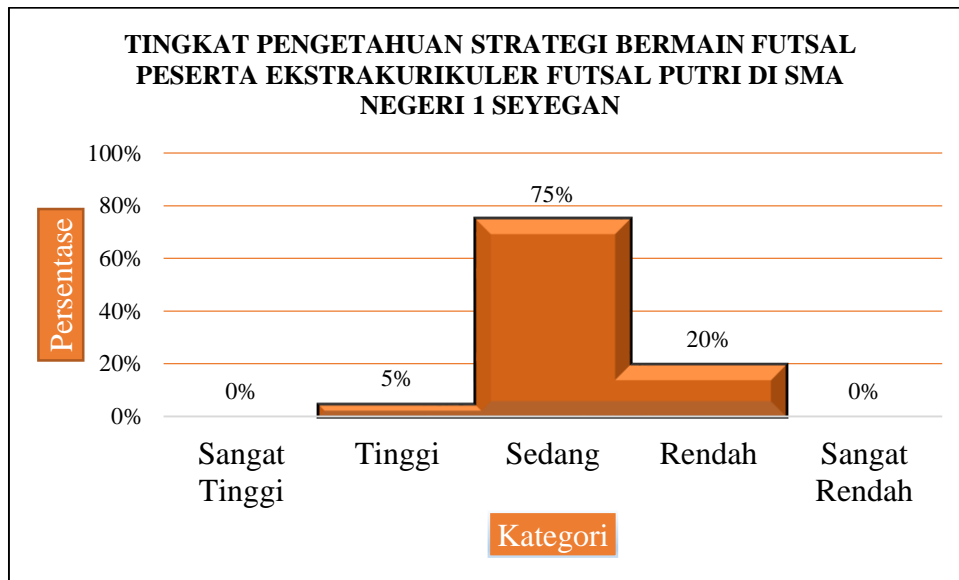 TINGKAT PENGETAHUAN STRATEGI BERMAIN FUTSAL
PESERTA EKSTRAKURIKULER FUTSAL PUTRI DI SMA
NEGERI 1 SEYEGAN
100%
80%
60%
40%
20%
0%
Persentase
0%
5%
75%
20%
0%
Sangat
Tinggi
Tinggi
Sedang
Rendah
Sangat
Rendah
Kategori